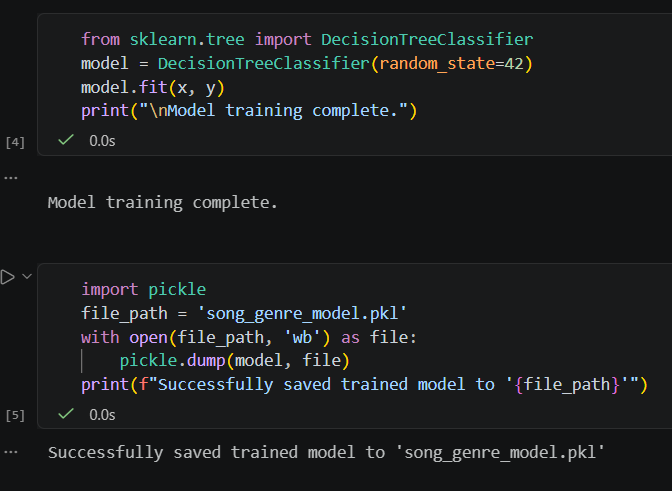 from sklearn.tree import DecisionTreeClassifier
model = DecisionTreeClassifier(random_state=42)
model.fit(x, y)
print("\nModel training complete.")
[4]
0.0s
...
Model training complete.
import pickle
file_path = 'song_genre_model.pkl'
with open(file_path, 'wb') as file:
    pickle.dump(model, file)
print(f"Successfully saved trained model to '{file_path}'")
[5]
0.0s
...
Successfully saved trained model to 'song_genre_model.pkl'